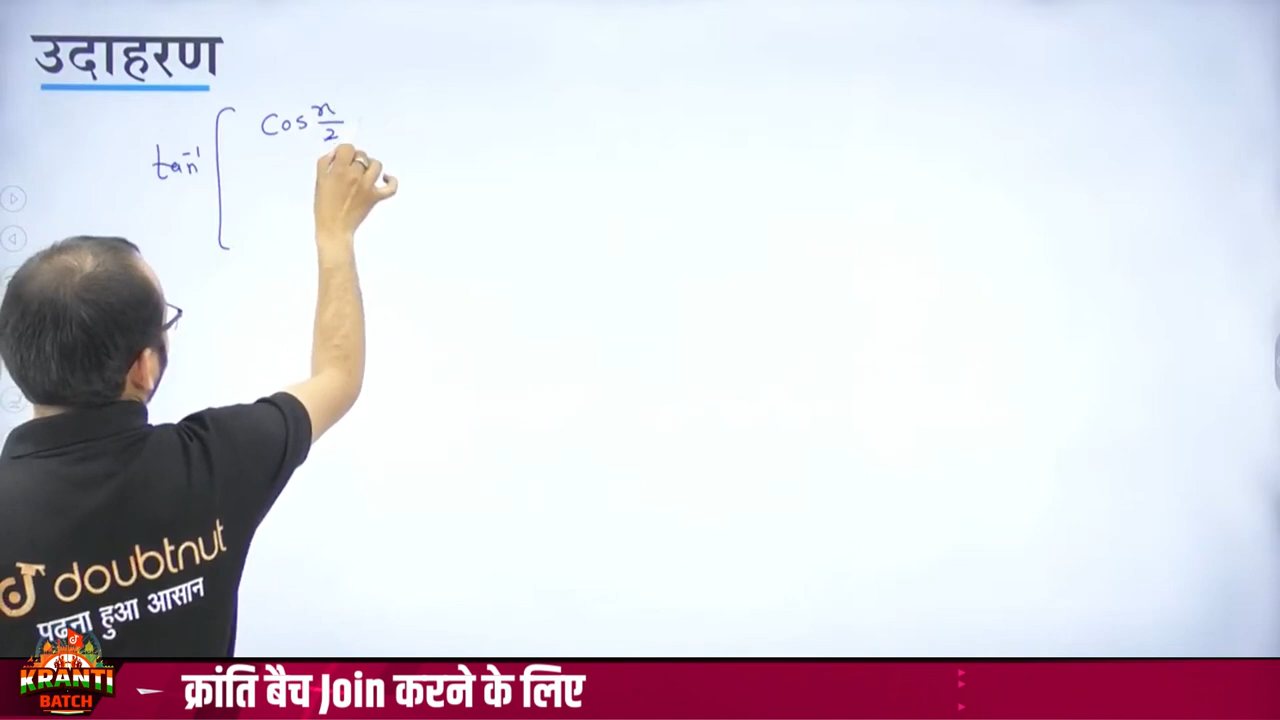 उदाहरण
tan⁻¹ [ cos x/2
doubtnut
पढ़ना हुआ आसान
KRANTI
BATCH
क्रांति बैच Join करने के लिए